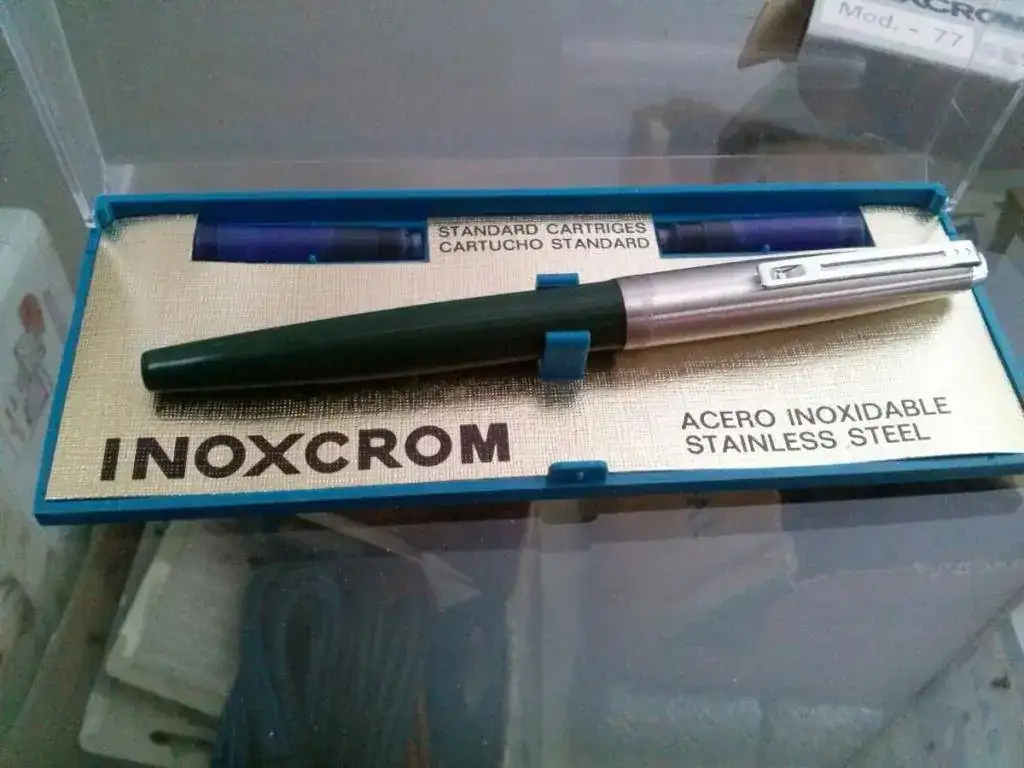 Mod. - 77
STANDARD CARTRIGES
CARTUCHO STANDARD
INOXCROM
ACERO INOXIDABLE
STAINLESS STEEL